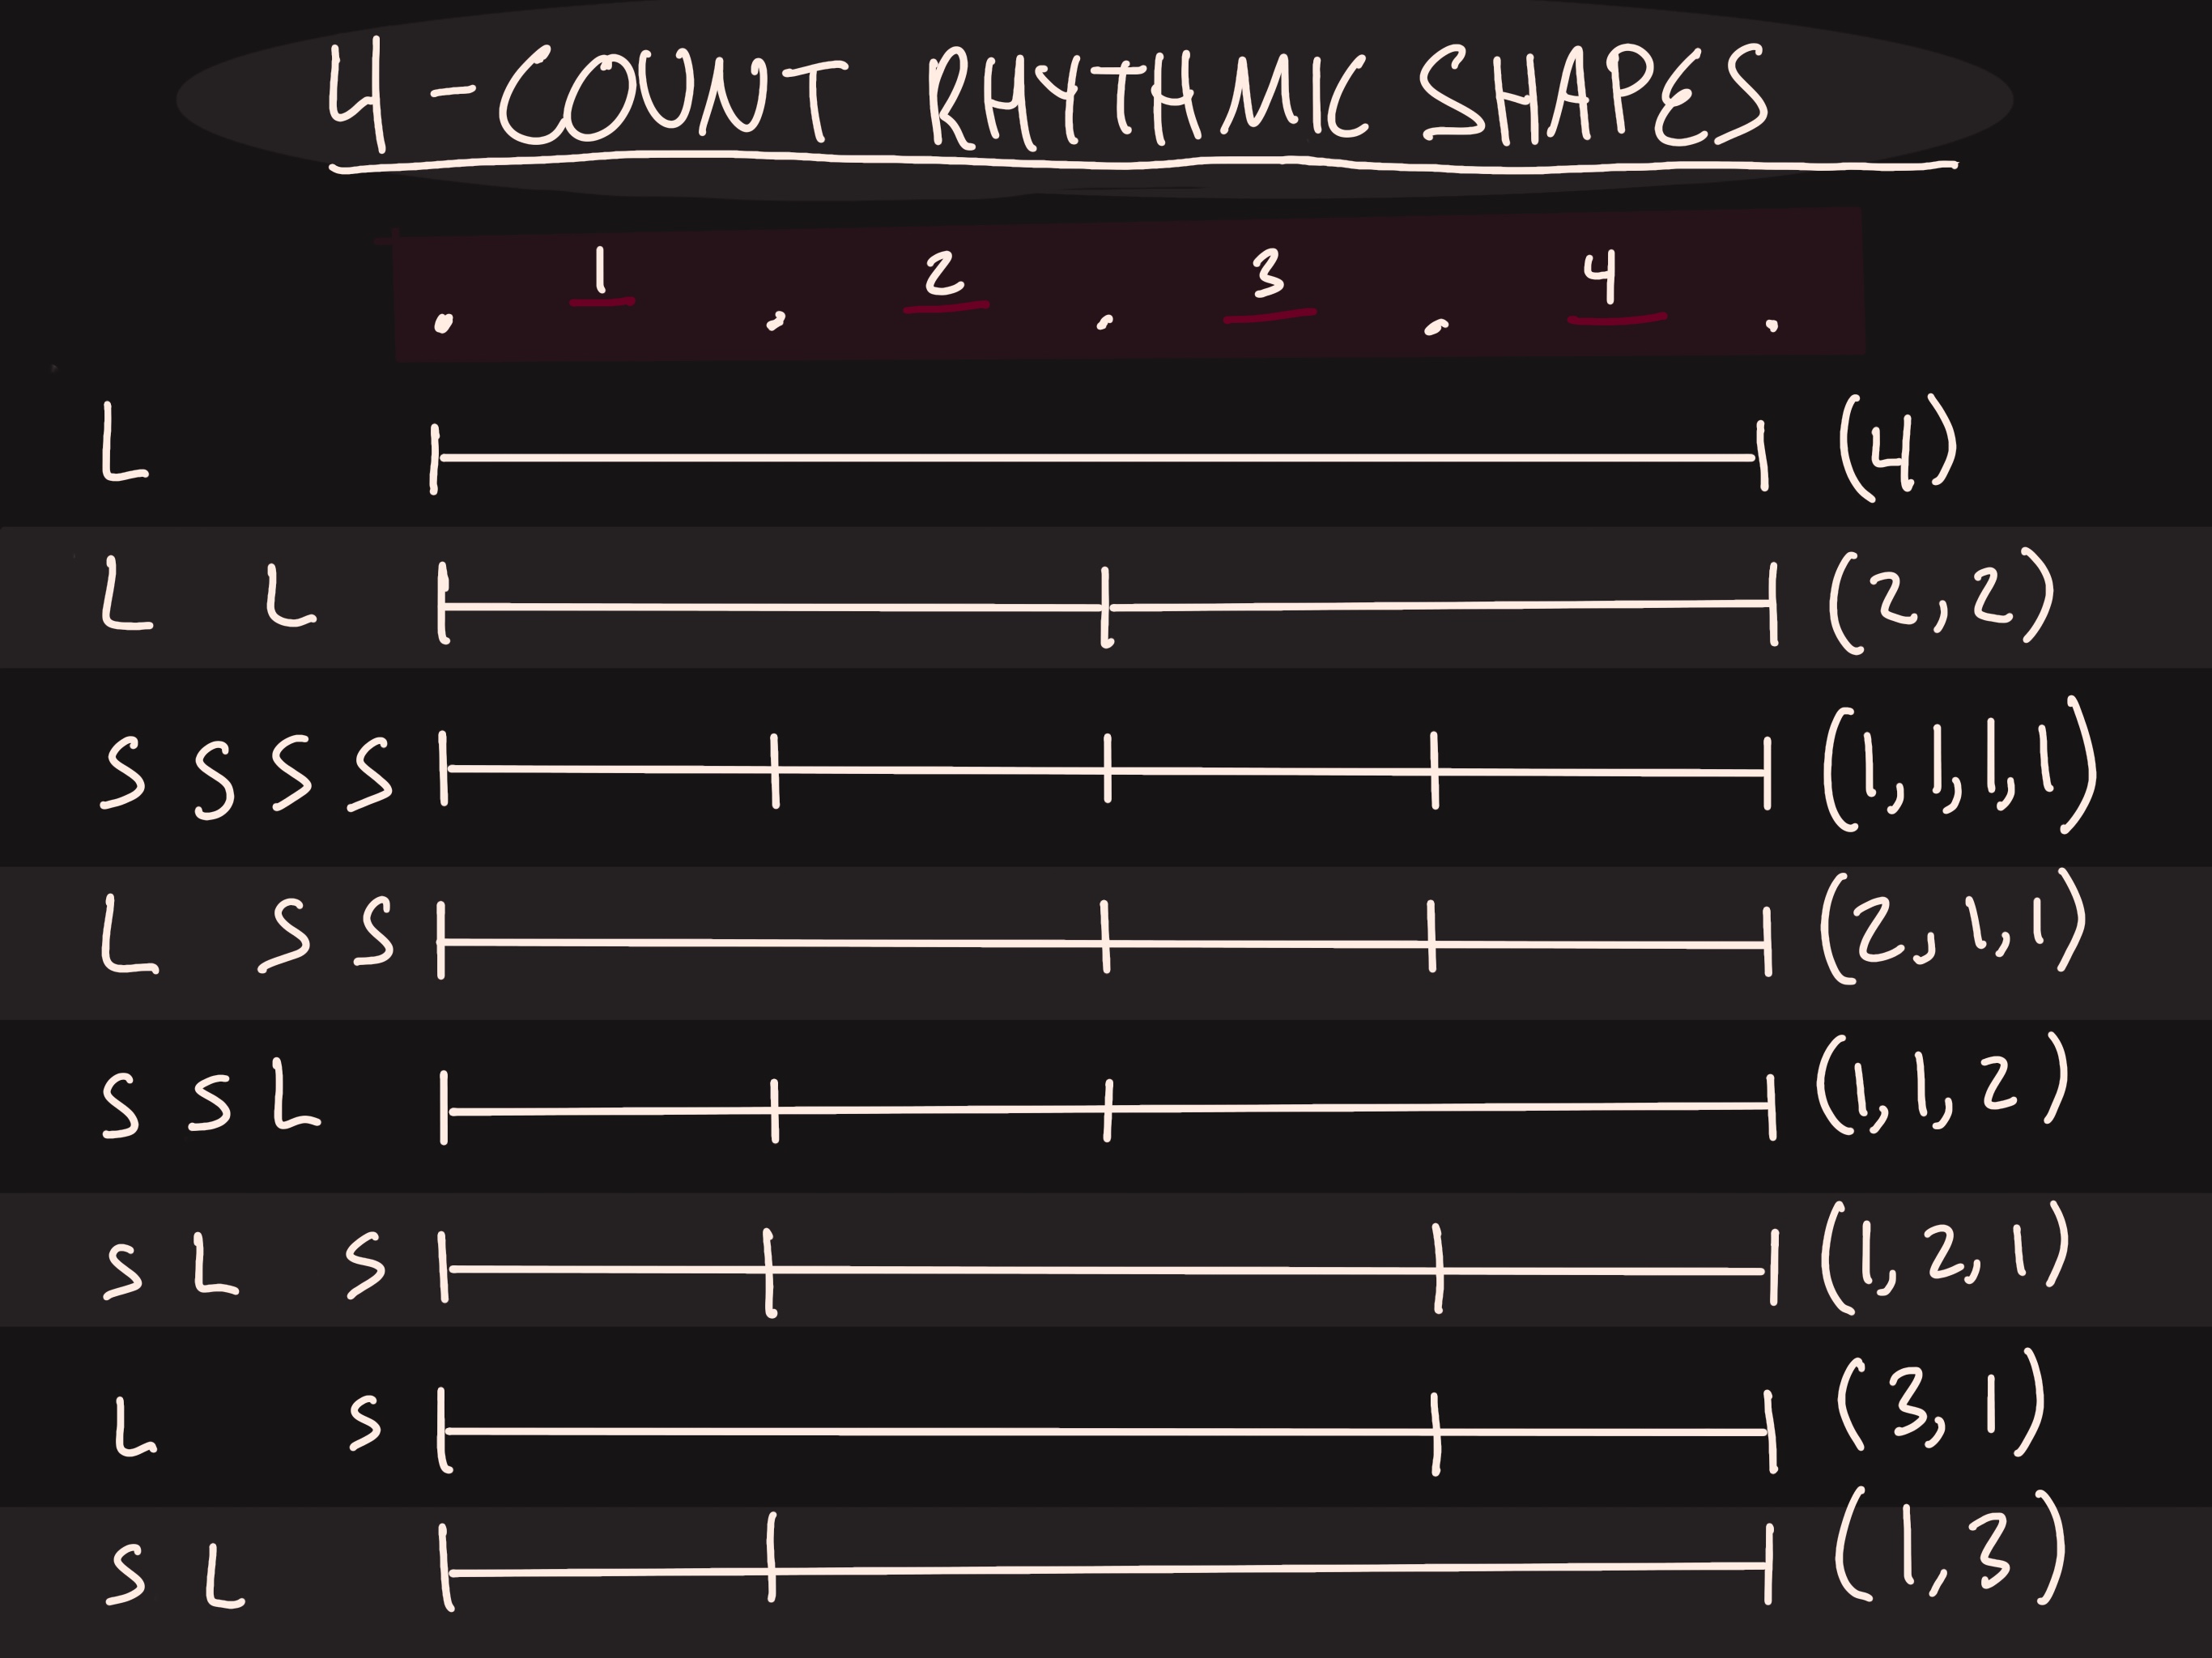 4 - COUNT RHYTHMIC SHAPES
1 2 3 4
. . . . .
L (4)
L L (2, 2)
S S S S (1, 1, 1, 1)
L S S (2, 1, 1)
S S L (1, 1, 2)
S L S (1, 2, 1)
L S (3, 1)
S L (1, 3)